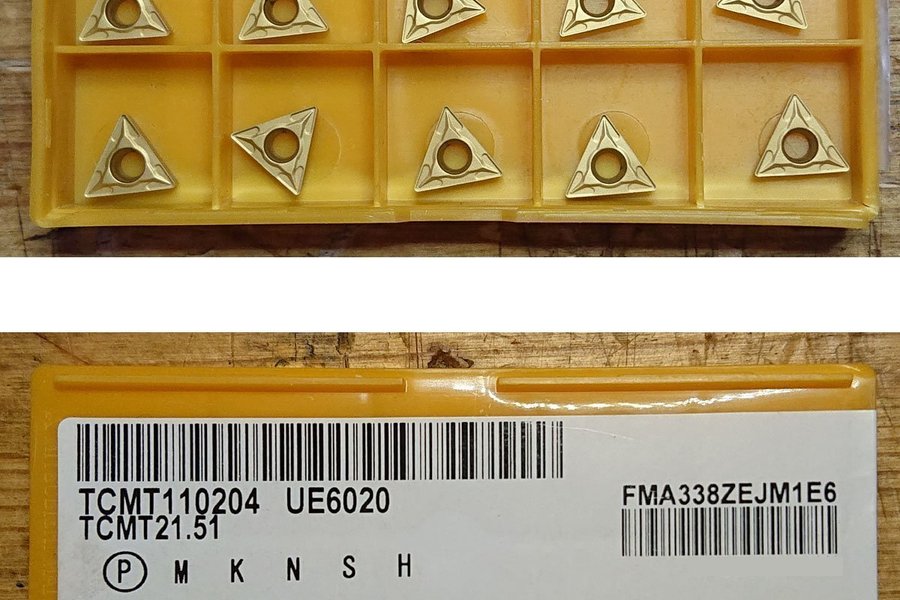 TCMT110204 UE6020
TCMT21.51
P M K N S H
FMA338ZEJM1E6